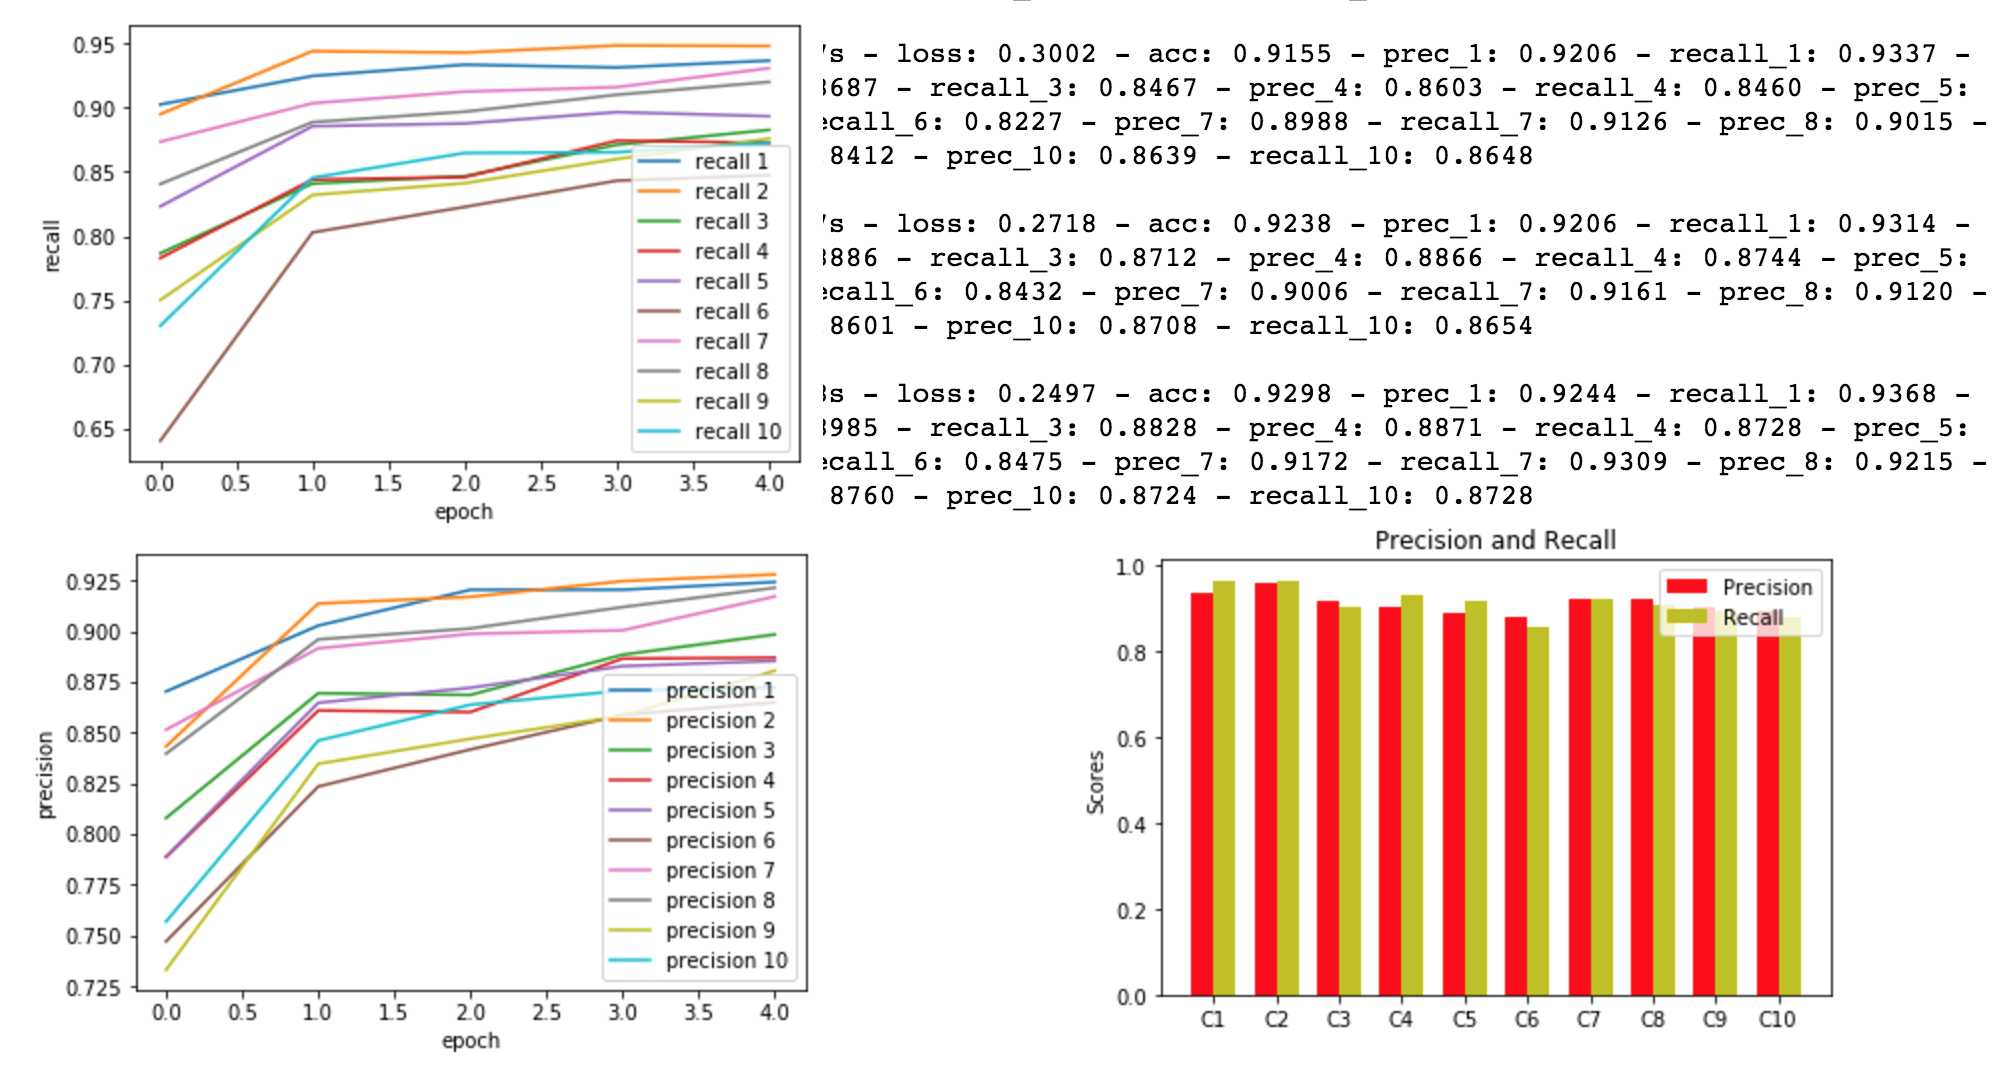 0.95
0.90
0.85
0.80
0.75
0.70
0.65
recall
0.0 0.5 1.0 1.5 2.0 2.5 3.0 3.5 4.0
epoch
recall 1
recall 2
recall 3
recall 4
recall 5
recall 6
recall 7
recall 8
recall 9
recall 10
s - loss: 0.3002 - acc: 0.9155 - prec_1: 0.9206 - recall_1: 0.9337 -
687 - recall_3: 0.8467 - prec_4: 0.8603 - recall_4: 0.8460 - prec_5:
ecall_6: 0.8227 - prec_7: 0.8988 - recall_7: 0.9126 - prec_8: 0.9015 -
.8412 - prec_10: 0.8639 - recall_10: 0.8648
s - loss: 0.2718 - acc: 0.9238 - prec_1: 0.9206 - recall_1: 0.9314 -
886 - recall_3: 0.8712 - prec_4: 0.8866 - recall_4: 0.8744 - prec_5:
ecall_6: 0.8432 - prec_7: 0.9006 - recall_7: 0.9161 - prec_8: 0.9120 -
.8601 - prec_10: 0.8708 - recall_10: 0.8654
s - loss: 0.2497 - acc: 0.9298 - prec_1: 0.9244 - recall_1: 0.9368 -
985 - recall_3: 0.8828 - prec_4: 0.8871 - recall_4: 0.8728 - prec_5:
ecall_6: 0.8475 - prec_7: 0.9172 - recall_7: 0.9309 - prec_8: 0.9215 -
.8760 - prec_10: 0.8724 - recall_10: 0.8728
0.925
0.900
0.875
0.850
0.825
0.800
0.775
0.750
0.725
precision
0.0 0.5 1.0 1.5 2.0 2.5 3.0 3.5 4.0
epoch
precision 1
precision 2
precision 3
precision 4
precision 5
precision 6
precision 7
precision 8
precision 9
precision 10
Precision and Recall
1.0
0.8
0.6
0.4
0.2
0.0
Scores
Precision
Recall
C1 C2 C3 C4 C5 C6 C7 C8 C9 C10